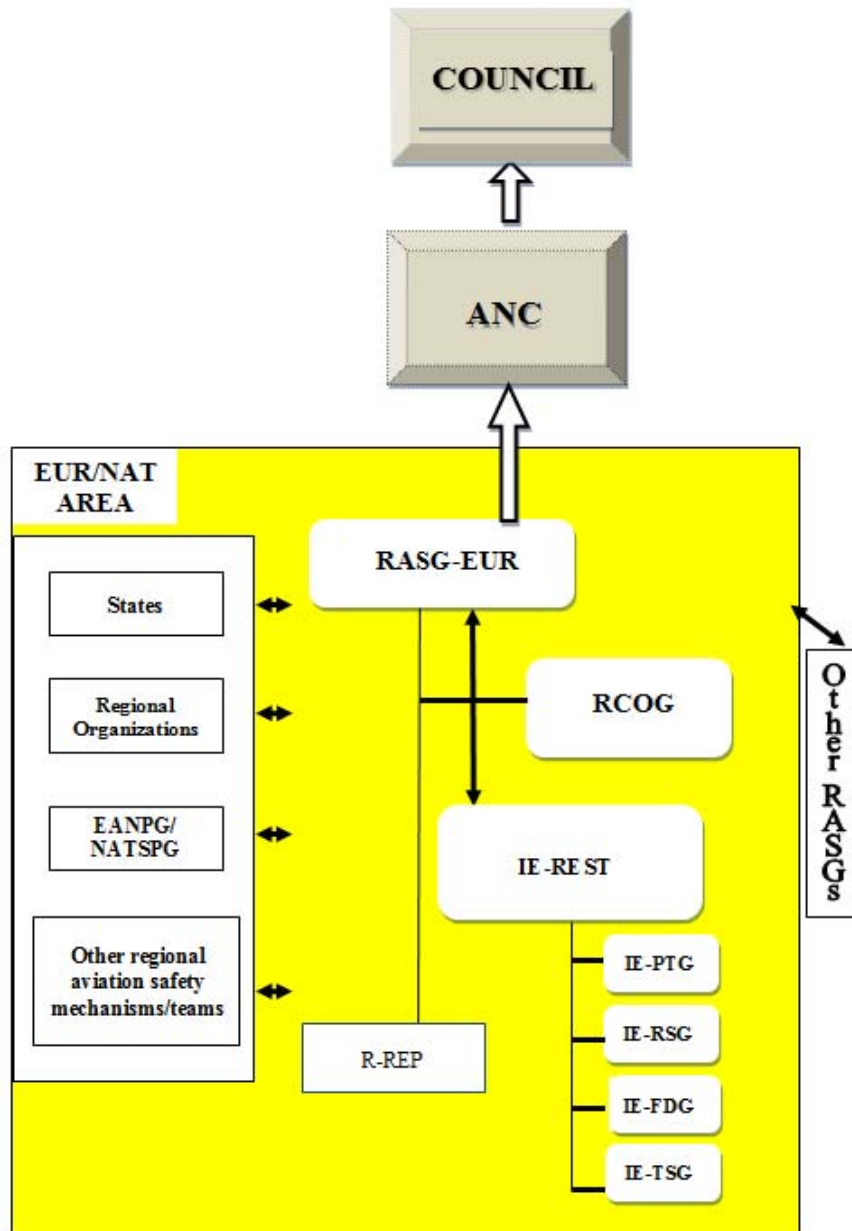 COUNCIL
ANC
EUR/NAT
AREA
RASG-EUR
States
Other RASGs
Regional
Organizations
RCOG
EANPG/
NATSPG
IE-REST
Other regional
aviation safety
mechanisms/teams
IE-PTG
IE-RSG
R-REP
IE-FDG
IE-TSG